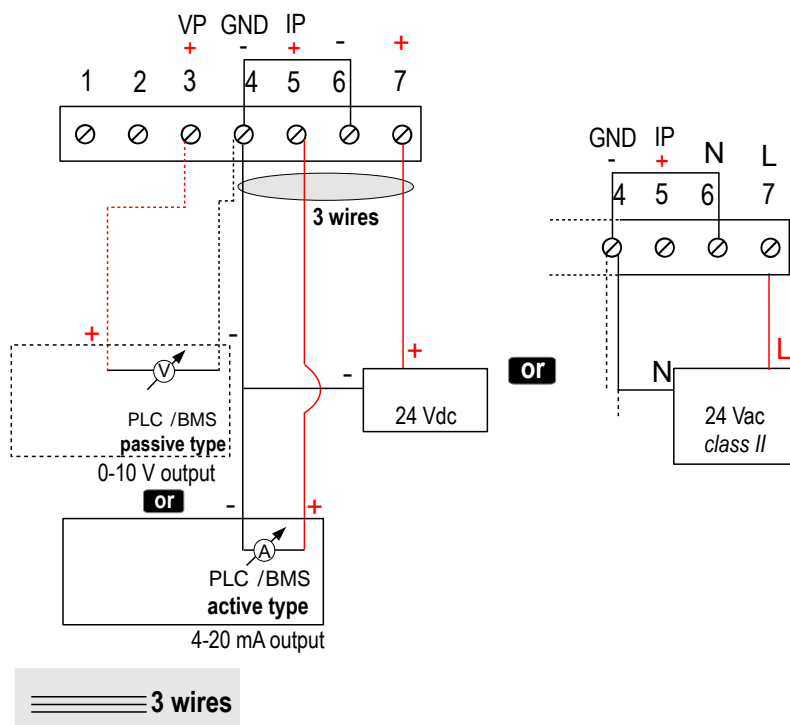 VP GND IP
+ - + - +
1 2 3 4 5 6 7
3 wires
+ -
V
PLC /BMS
passive type
0-10 V output
or
- +
24 Vdc
- +
A
PLC /BMS
active type
4-20 mA output
3 wires
or
GND IP N L
- +
4 5 6 7
L
N
24 Vac
class II